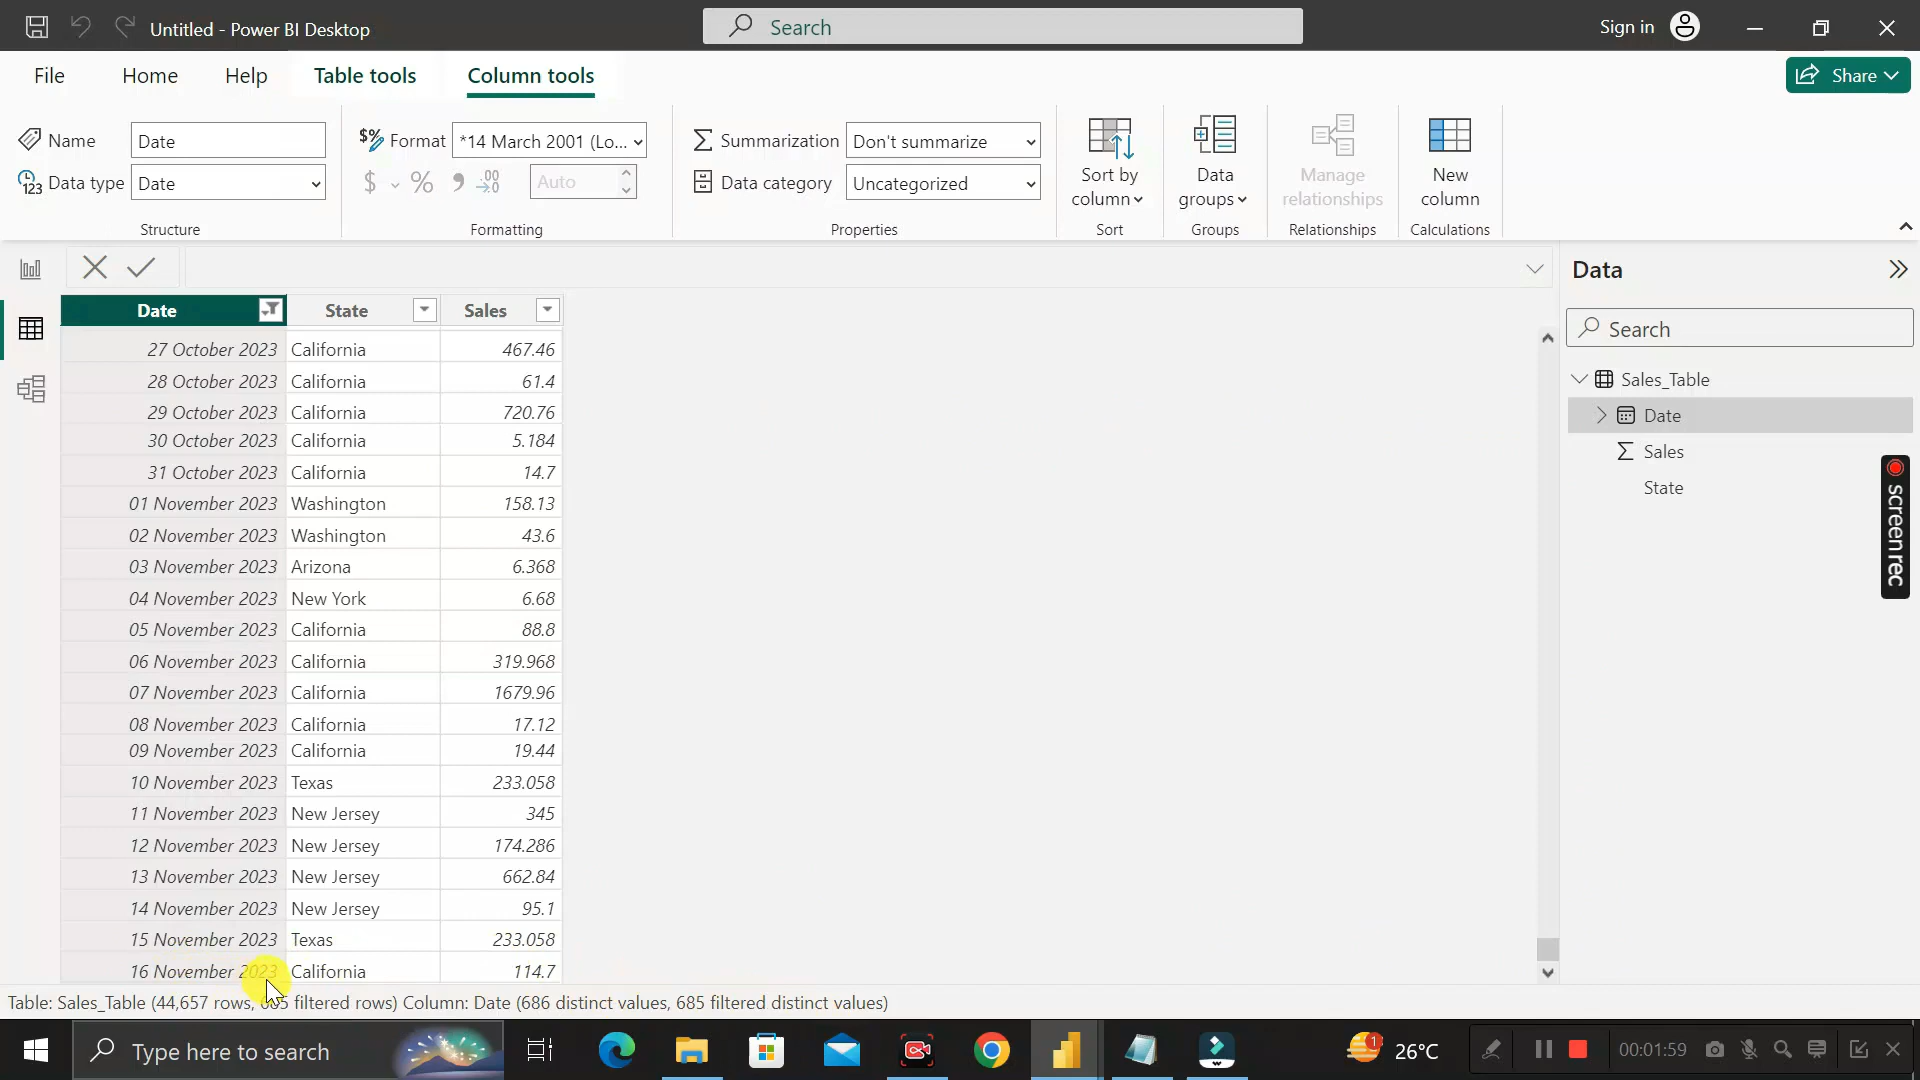 Untitled - Power BI Desktop
Search
Sign in
File Home Help Table tools Column tools
Share
Name Date
Data type Date
Structure
Format *14 March 2001 (Lo...
$ % Auto
Formatting
Summarization Don't summarize
Data category Uncategorized
Properties
Sort by column
Sort
Data groups
Groups
Manage relationships
Relationships
New column
Calculations
Date State Sales
27 October 2023 California 467.46
28 October 2023 California 61.4
29 October 2023 California 720.76
30 October 2023 California 5.184
31 October 2023 California 14.7
01 November 2023 Washington 158.13
02 November 2023 Washington 43.6
03 November 2023 Arizona 6.368
04 November 2023 New York 6.68
05 November 2023 California 88.8
06 November 2023 California 319.968
07 November 2023 California 1679.96
08 November 2023 California 17.12
09 November 2023 California 19.44
10 November 2023 Texas 233.058
11 November 2023 New Jersey 345
12 November 2023 New Jersey 174.286
13 November 2023 New Jersey 662.84
14 November 2023 New Jersey 95.1
15 November 2023 Texas 233.058
16 November 2023 California 114.7
Data
Search
Sales_Table
Date
Sales
State
screen rec
Table: Sales_Table (44,657 rows, filtered rows) Column: Date (686 distinct values, 685 filtered distinct values)
Type here to search
1
26°C
00:01:59